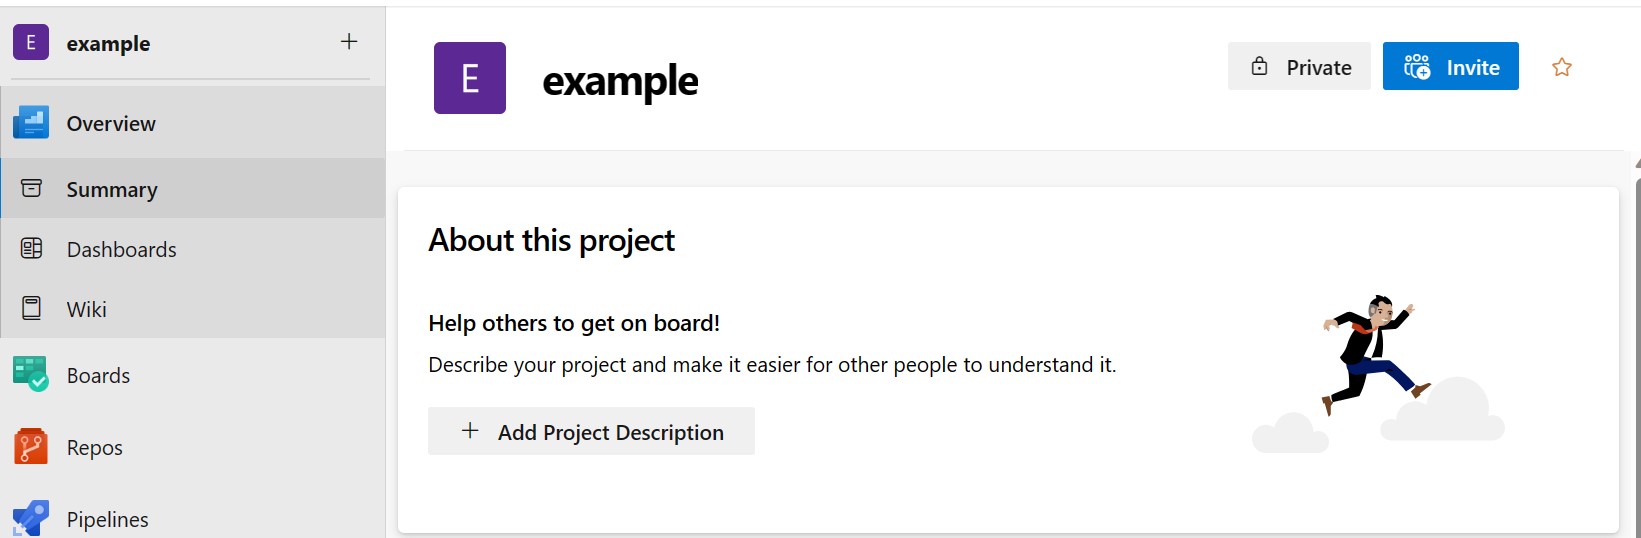 E example +
Overview
Summary
Dashboards
Wiki
Boards
Repos
Pipelines
E example
Private
Invite
About this project
Help others to get on board!
Describe your project and make it easier for other people to understand it.
+ Add Project Description